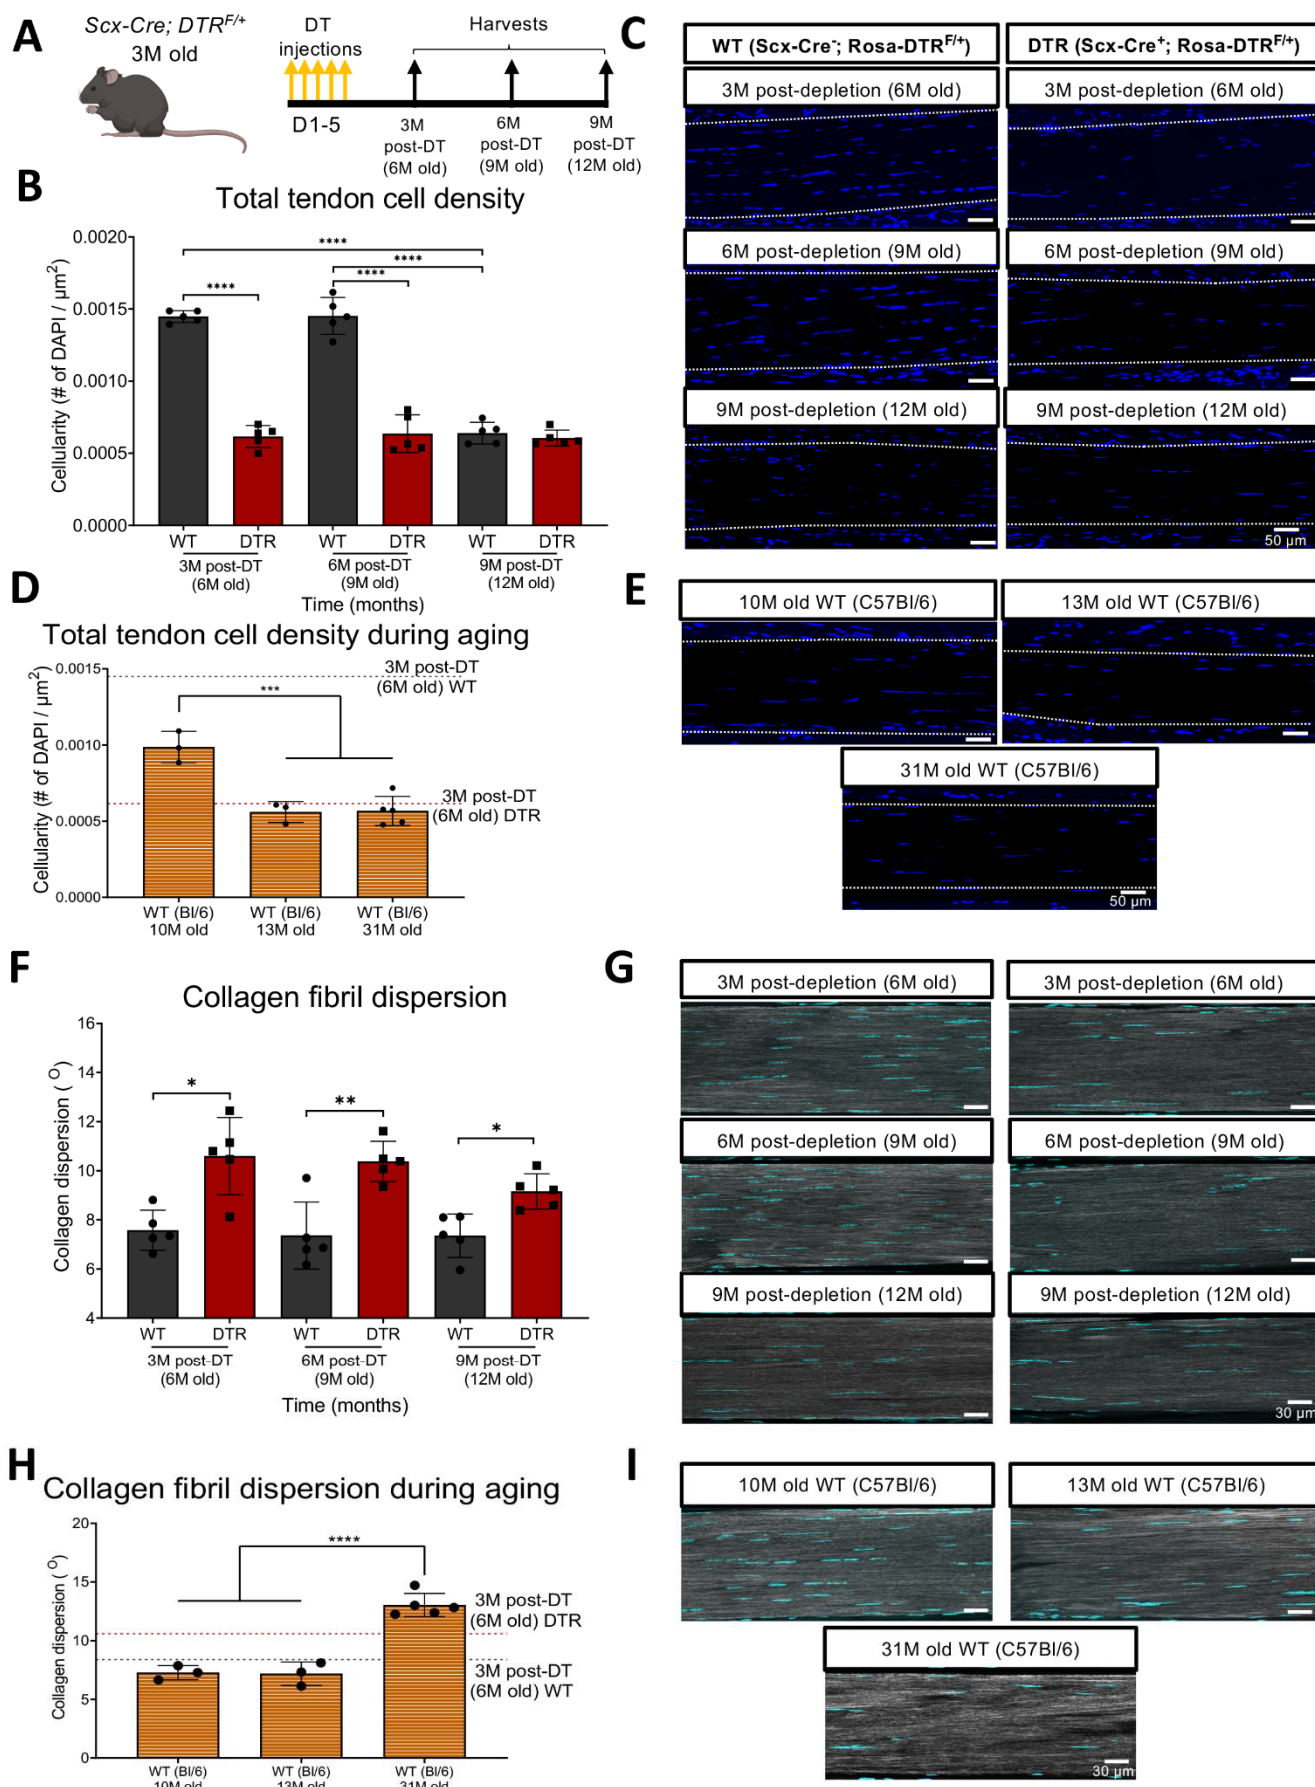 A
Scx-Cre; DTR^F/+
3M old
DT
injections
D1-5
Harvests
3M
post-DT
(6M old)
6M
post-DT
(9M old)
9M
post-DT
(12M old)
B
Total tendon cell density
Cellularity (# of DAPI / µm²)
0.0020
0.0015
0.0010
0.0005
0.0000
****
****
****
****
WT
DTR
WT
DTR
WT
DTR
3M post-DT
(6M old)
6M post-DT
(9M old)
9M post-DT
(12M old)
Time (months)
C
WT (Scx-Cre⁻; Rosa-DTR^F/+)
DTR (Scx-Cre⁺; Rosa-DTR^F/+)
3M post-depletion (6M old)
3M post-depletion (6M old)
6M post-depletion (9M old)
6M post-depletion (9M old)
9M post-depletion (12M old)
9M post-depletion (12M old)
50 µm
D
Total tendon cell density during aging
Cellularity (# of DAPI / µm²)
0.0015
0.0010
0.0005
0.0000
***
3M post-DT
(6M old) WT
3M post-DT
(6M old) DTR
WT (Bl/6)
10M old
WT (Bl/6)
13M old
WT (Bl/6)
31M old
E
10M old WT (C57Bl/6)
13M old WT (C57Bl/6)
31M old WT (C57Bl/6)
50 µm
F
Collagen fibril dispersion
Collagen dispersion (°)
16
14
12
10
8
6
4
*
**
*
WT
DTR
WT
DTR
WT
DTR
3M post-DT
(6M old)
6M post-DT
(9M old)
9M post-DT
(12M old)
Time (months)
G
3M post-depletion (6M old)
3M post-depletion (6M old)
6M post-depletion (9M old)
6M post-depletion (9M old)
9M post-depletion (12M old)
9M post-depletion (12M old)
30 µm
H
Collagen fibril dispersion during aging
Collagen dispersion (°)
20
15
10
5
0
****
3M post-DT
(6M old) DTR
3M post-DT
(6M old) WT
WT (Bl/6)
10M old
WT (Bl/6)
13M old
WT (Bl/6)
31M old
I
10M old WT (C57Bl/6)
13M old WT (C57Bl/6)
31M old WT (C57Bl/6)
30 µm